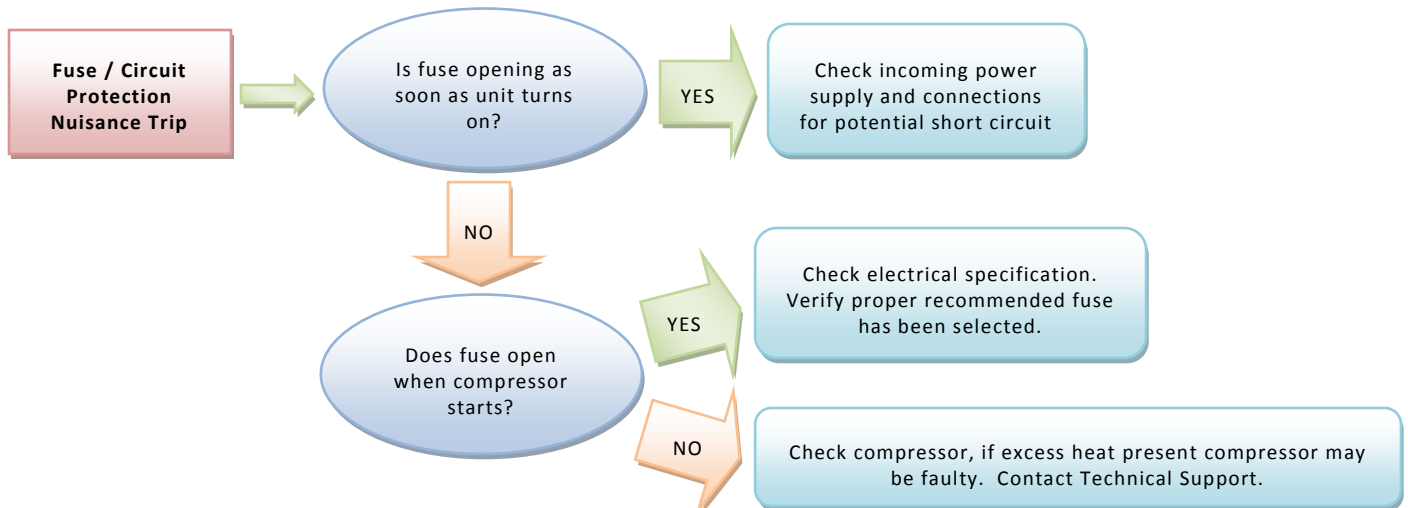 Fuse / Circuit
Protection
Nuisance Trip
Is fuse opening as
soon as unit turns
on?
YES
Check incoming power
supply and connections
for potential short circuit
NO
Does fuse open
when compressor
starts?
YES
Check electrical specification.
Verify proper recommended fuse
has been selected.
NO
Check compressor, if excess heat present compressor may
be faulty. Contact Technical Support.